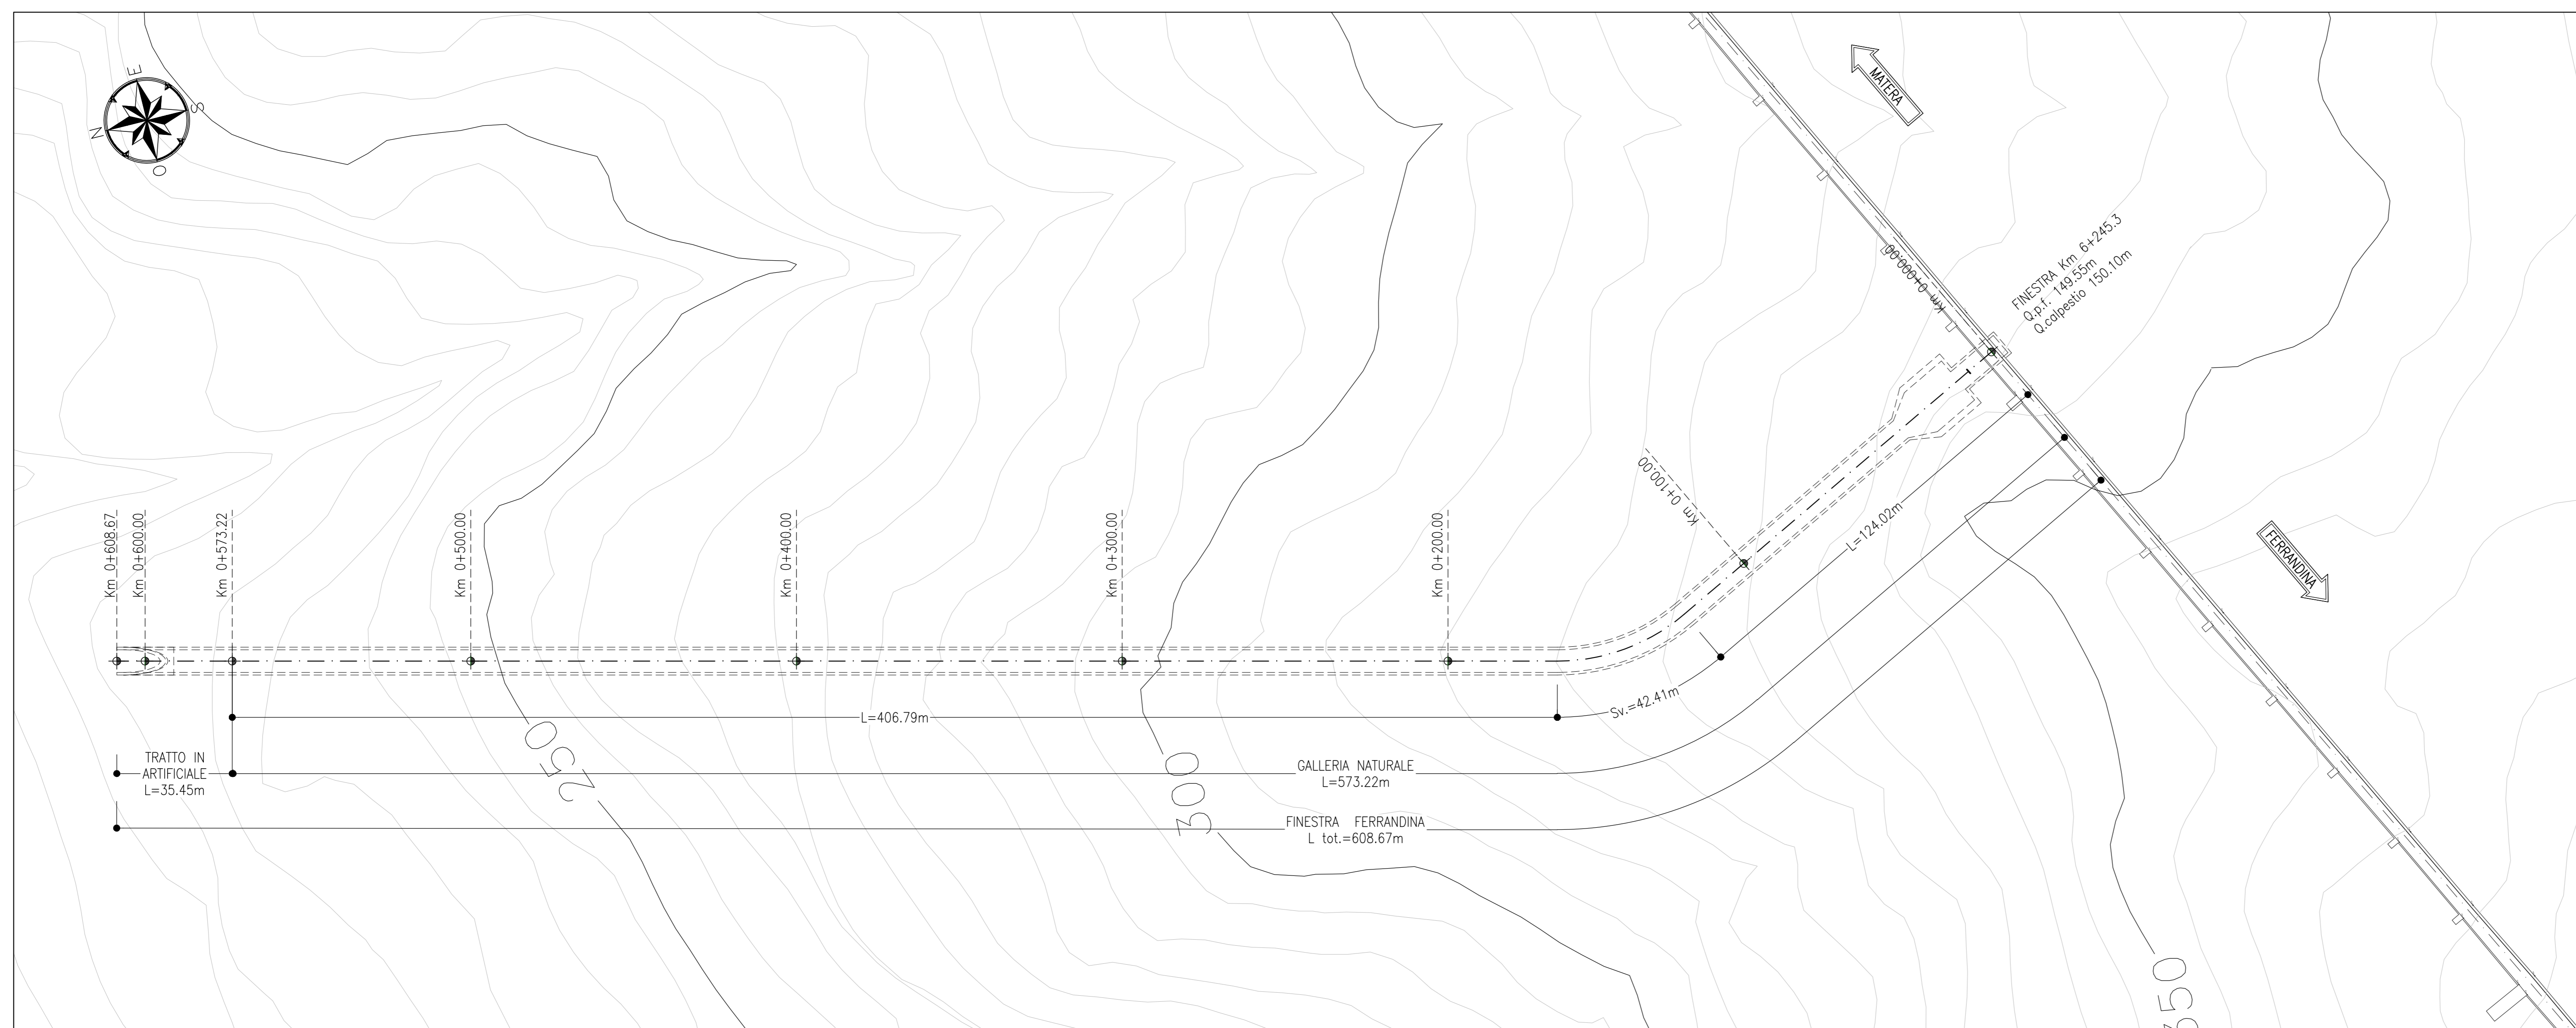 E
S
N
O
MATERA
Km 0+000.00
FINESTRA Km 6+245.3
Q.p.f. 149.55m
Q.calpestio 150.10m
Km 0+100.00
FERRANDINA
Km 0+608.67
Km 0+600.00
Km 0+573.22
Km 0+500.00
Km 0+400.00
Km 0+300.00
Km 0+200.00
L=124.02m
Sv.=42.41m
L=406.79m
TRATTO IN
ARTIFICIALE
L=35.45m
GALLERIA NATURALE
L=573.22m
FINESTRA FERRANDINA
L tot.=608.67m
250
300
350